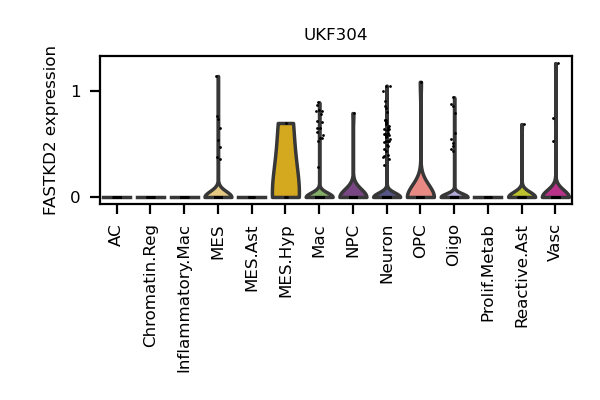 UKF304
FASTKD2 expression
1
0
AC
Chromatin.Reg
Inflammatory.Mac
MES
MES.Ast
MES.Hyp
Mac
NPC
Neuron
OPC
Oligo
Prolif.Metab
Reactive.Ast
Vasc